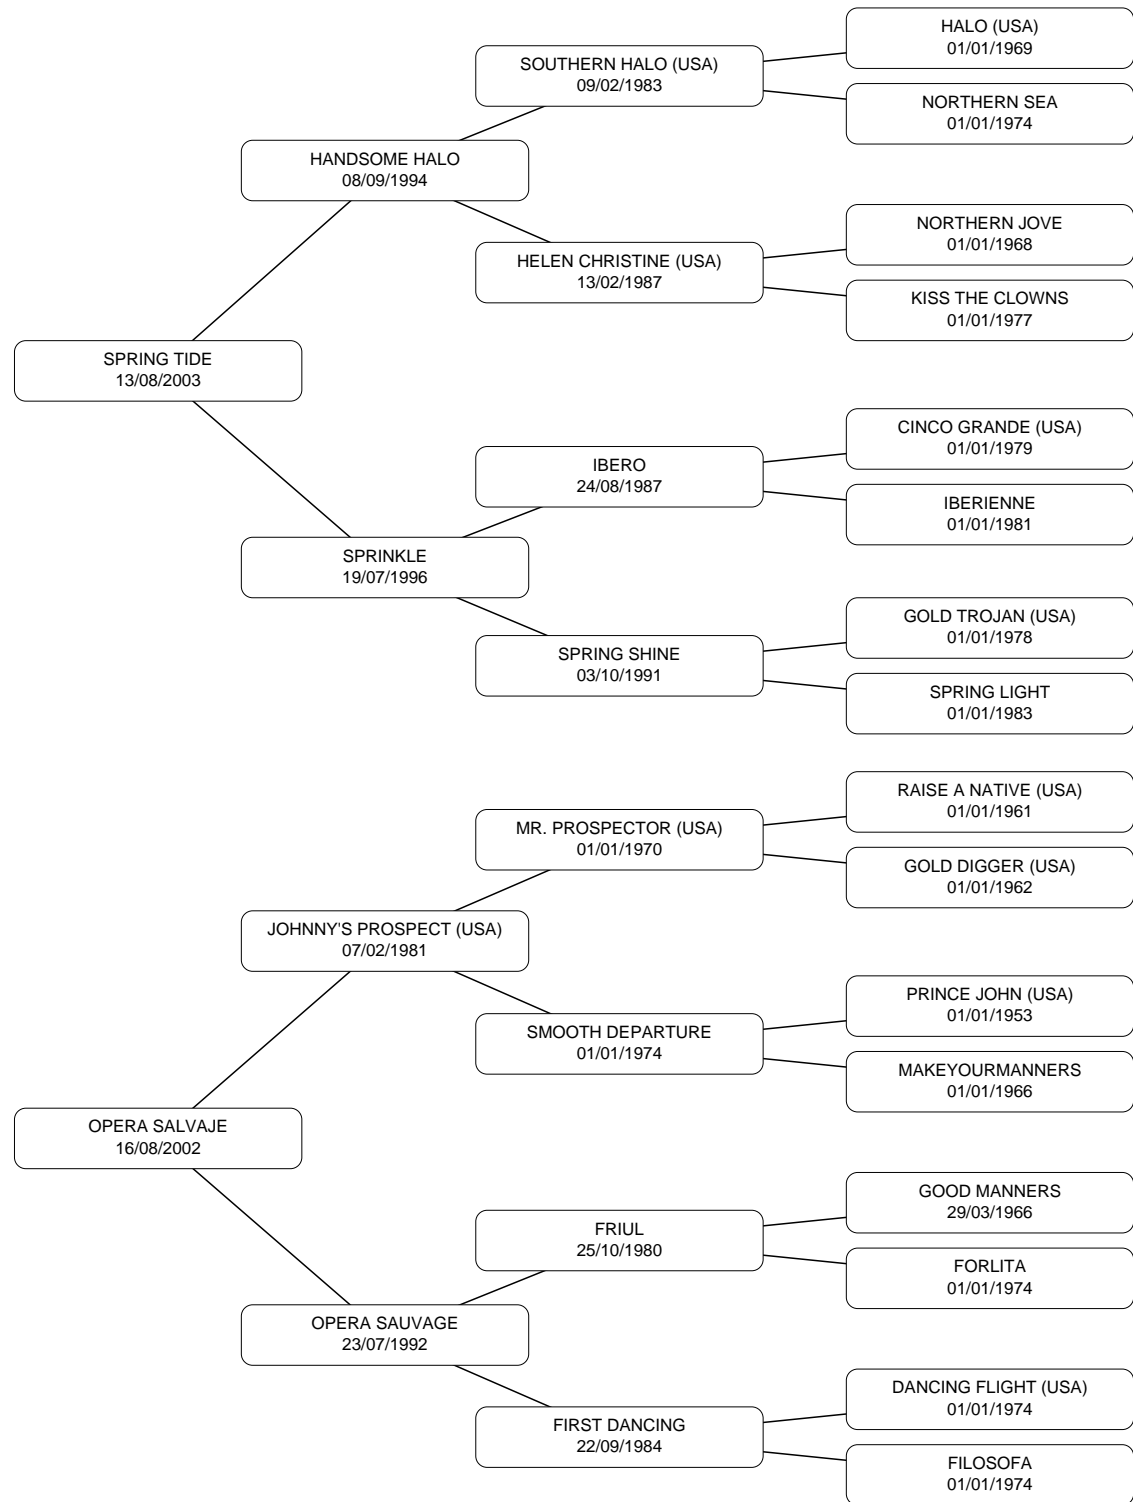 HALO (USA)
01/01/1969
SOUTHERN HALO (USA)
09/02/1983
NORTHERN SEA
01/01/1974
HANDSOME HALO
08/09/1994
NORTHERN JOVE
01/01/1968
HELEN CHRISTINE (USA)
13/02/1987
KISS THE CLOWNS
01/01/1977
SPRING TIDE
13/08/2003
CINCO GRANDE (USA)
01/01/1979
IBERO
24/08/1987
IBERIENNE
01/01/1981
SPRINKLE
19/07/1996
GOLD TROJAN (USA)
01/01/1978
SPRING SHINE
03/10/1991
SPRING LIGHT
01/01/1983
RAISE A NATIVE (USA)
01/01/1961
MR. PROSPECTOR (USA)
01/01/1970
GOLD DIGGER (USA)
01/01/1962
JOHNNY'S PROSPECT (USA)
07/02/1981
PRINCE JOHN (USA)
01/01/1953
SMOOTH DEPARTURE
01/01/1974
MAKEYOURMANNERS
01/01/1966
OPERA SALVAJE
16/08/2002
GOOD MANNERS
29/03/1966
FRIUL
25/10/1980
FORLITA
01/01/1974
OPERA SAUVAGE
23/07/1992
DANCING FLIGHT (USA)
01/01/1974
FIRST DANCING
22/09/1984
FILOSOFA
01/01/1974